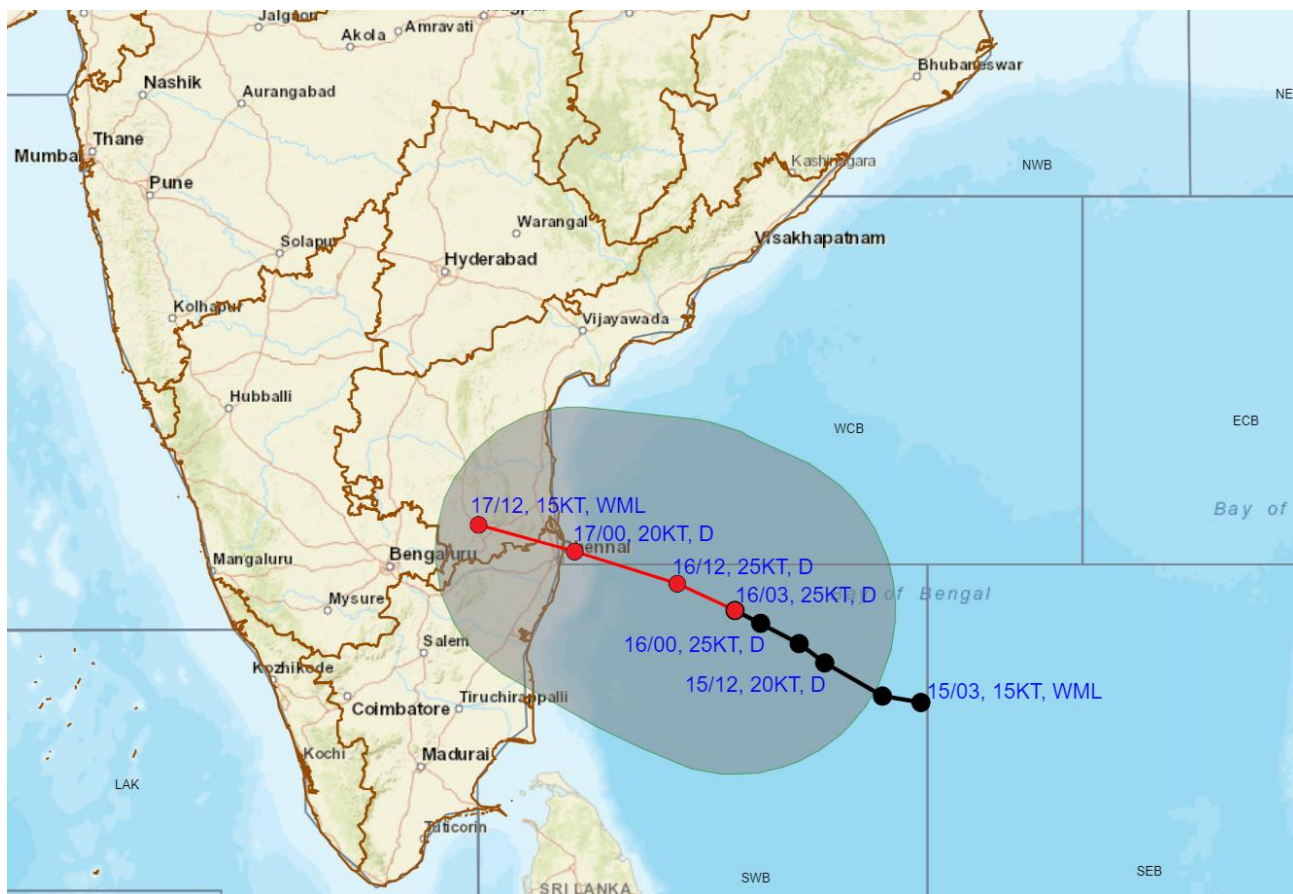 Jalgaon
Akola
Amravati
Nashik
Aurangabad
Bhubaneswar
NE
Thane
Mumba
Kashinagara
NWB
Pune
Warangal
Solapur
Visakhapatnam
Hyderabad
Kolhapur
Vijayawada
Hubballi
WCB
ECB
17/12, 15KT, WML
Bay of
17/00, 20KT, D
Mangaluru
Bengaluru
16/12, 25KT, D
of Bengal
16/03, 25KT, D
Mysure
16/00, 25KT, D
Salem
Kozhikode
15/12, 20KT, D
15/03, 15KT, WML
Tiruchirappalli
Coimbatore
Kochi
Madurai
LAK
Tuticorin
SWB
SEB
SRI LANKA